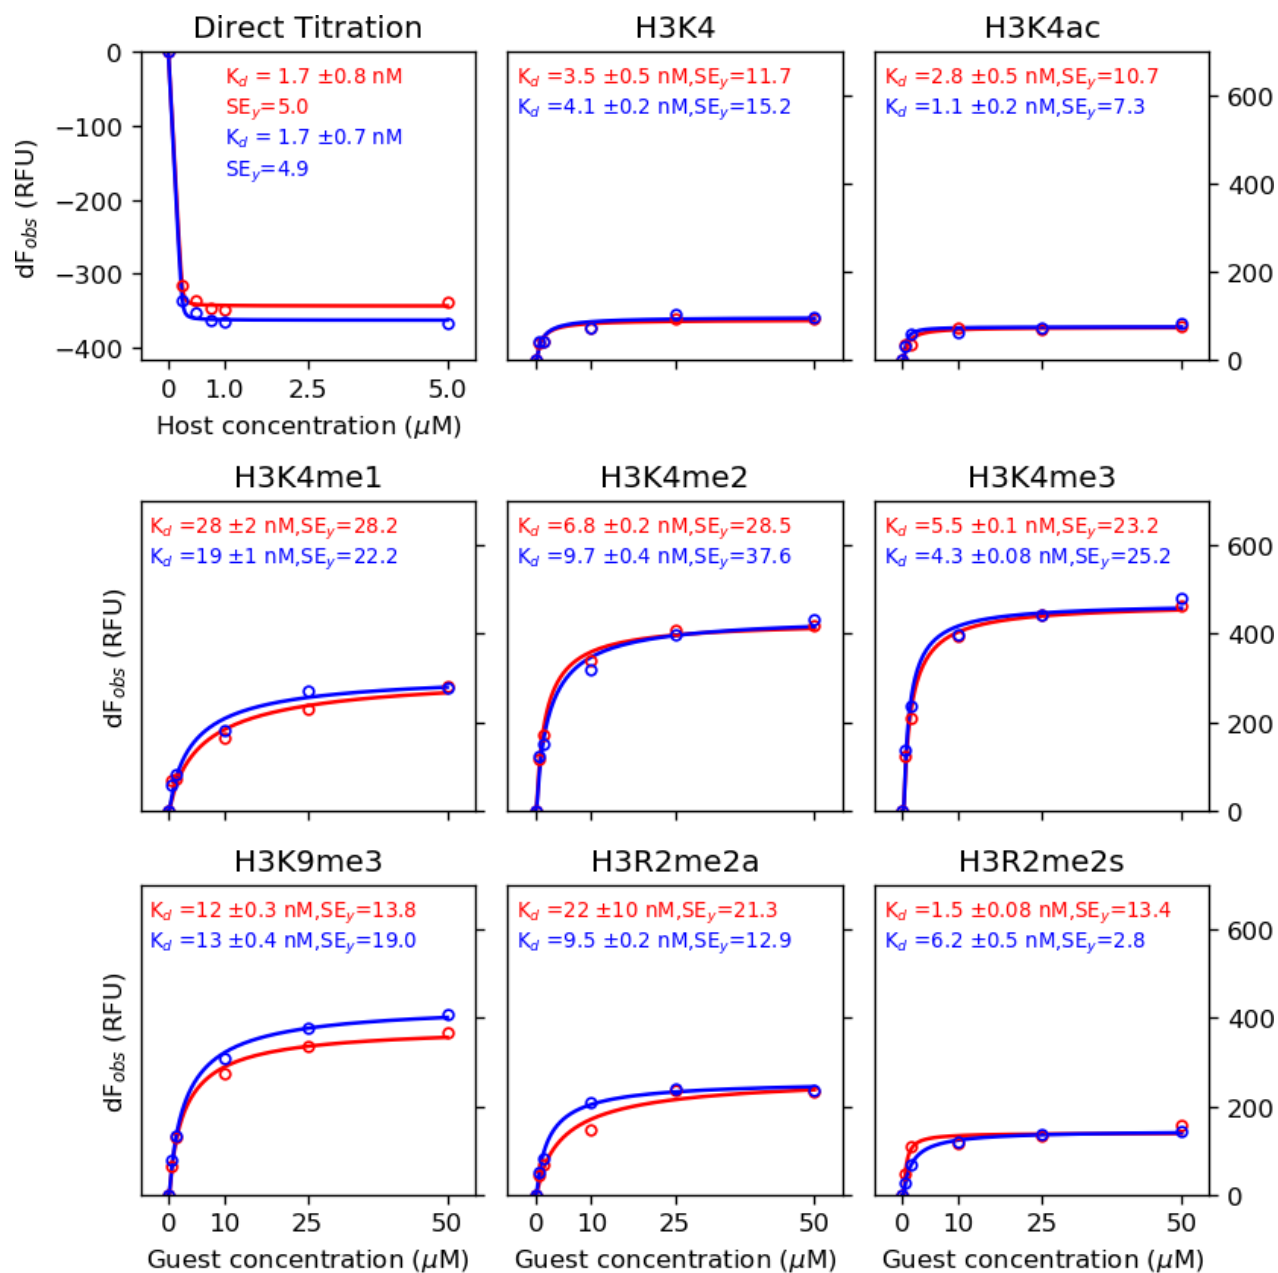 Direct Titration
H3K4
H3K4ac
K_d = 1.7 ±0.8 nM
SE_y=5.0
K_d = 1.7 ±0.7 nM
SE_y=4.9
K_d =3.5 ±0.5 nM,SE_y=11.7
K_d =4.1 ±0.2 nM,SE_y=15.2
K_d =2.8 ±0.5 nM,SE_y=10.7
K_d =1.1 ±0.2 nM,SE_y=7.3
dF_obs (RFU)
0
−100
−200
−300
−400
600
400
200
0
0 1.0 2.5 5.0
Host concentration (μM)
H3K4me1
H3K4me2
H3K4me3
K_d =28 ±2 nM,SE_y=28.2
K_d =19 ±1 nM,SE_y=22.2
K_d =6.8 ±0.2 nM,SE_y=28.5
K_d =9.7 ±0.4 nM,SE_y=37.6
K_d =5.5 ±0.1 nM,SE_y=23.2
K_d =4.3 ±0.08 nM,SE_y=25.2
dF_obs (RFU)
600
400
200
0
H3K9me3
H3R2me2a
H3R2me2s
K_d =12 ±0.3 nM,SE_y=13.8
K_d =13 ±0.4 nM,SE_y=19.0
K_d =22 ±10 nM,SE_y=21.3
K_d =9.5 ±0.2 nM,SE_y=12.9
K_d =1.5 ±0.08 nM,SE_y=13.4
K_d =6.2 ±0.5 nM,SE_y=2.8
dF_obs (RFU)
600
400
200
0
0 10 25 50
0 10 25 50
0 10 25 50
Guest concentration (μM)
Guest concentration (μM)
Guest concentration (μM)